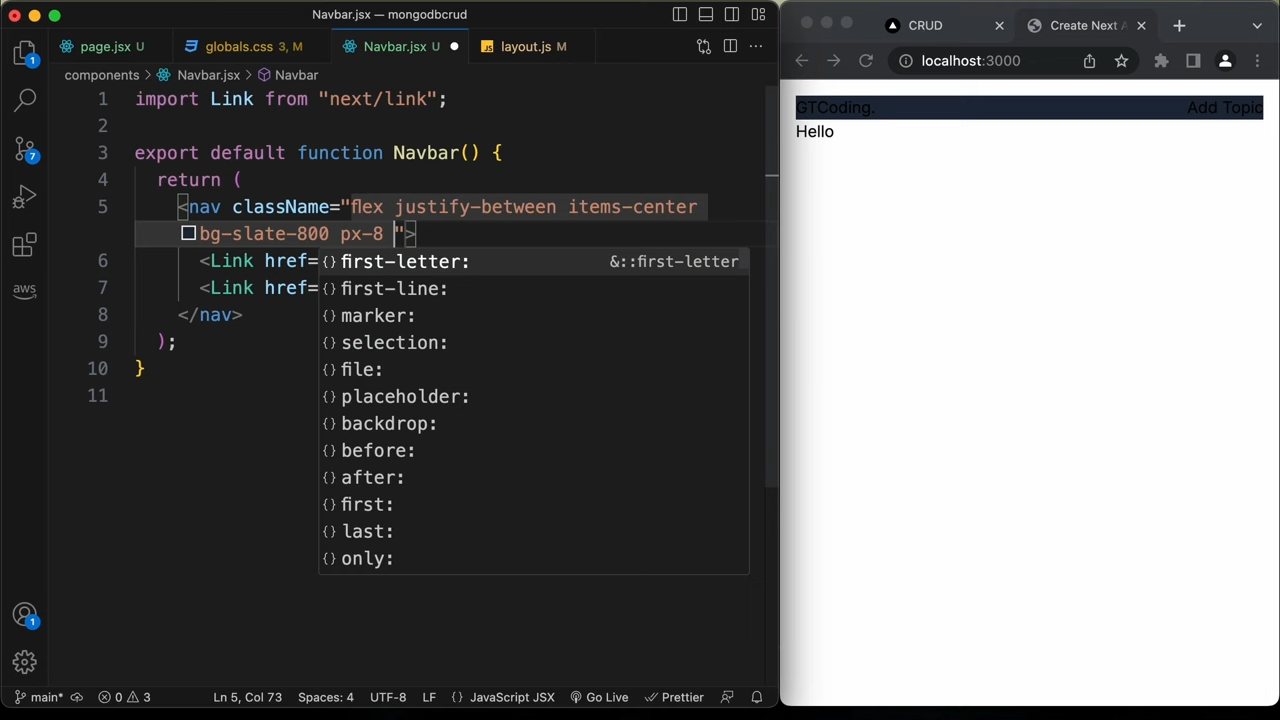 Navbar.jsx — mongodbcrud
page.jsx U
globals.css 3, M
Navbar.jsx U
layout.js M
components > Navbar.jsx > Navbar
1 import Link from "next/link";
2
3 export default function Navbar() {
4 return (
5 <nav className="flex justify-between items-center
bg-slate-800 px-8 ">
6 <Link href=
7 <Link href=
8 </nav>
9 );
10 }
11
first-letter: &::first-letter
first-line:
marker:
selection:
file:
placeholder:
backdrop:
before:
after:
first:
last:
only:
1
7
aws
1
main* 0 3 Ln 5, Col 73 Spaces: 4 UTF-8 LF {} JavaScript JSX Go Live Prettier
CRUD
Create Next A
localhost:3000
GTCoding. Add Topic
Hello